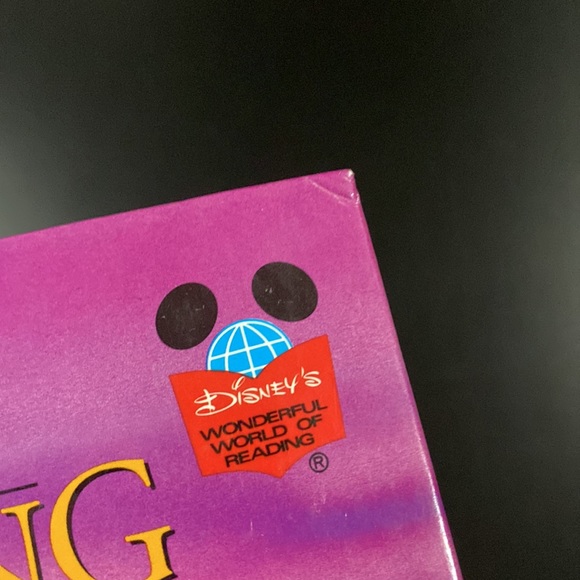 DISNEY'S
WONDERFUL
WORLD OF
READING
®
NG